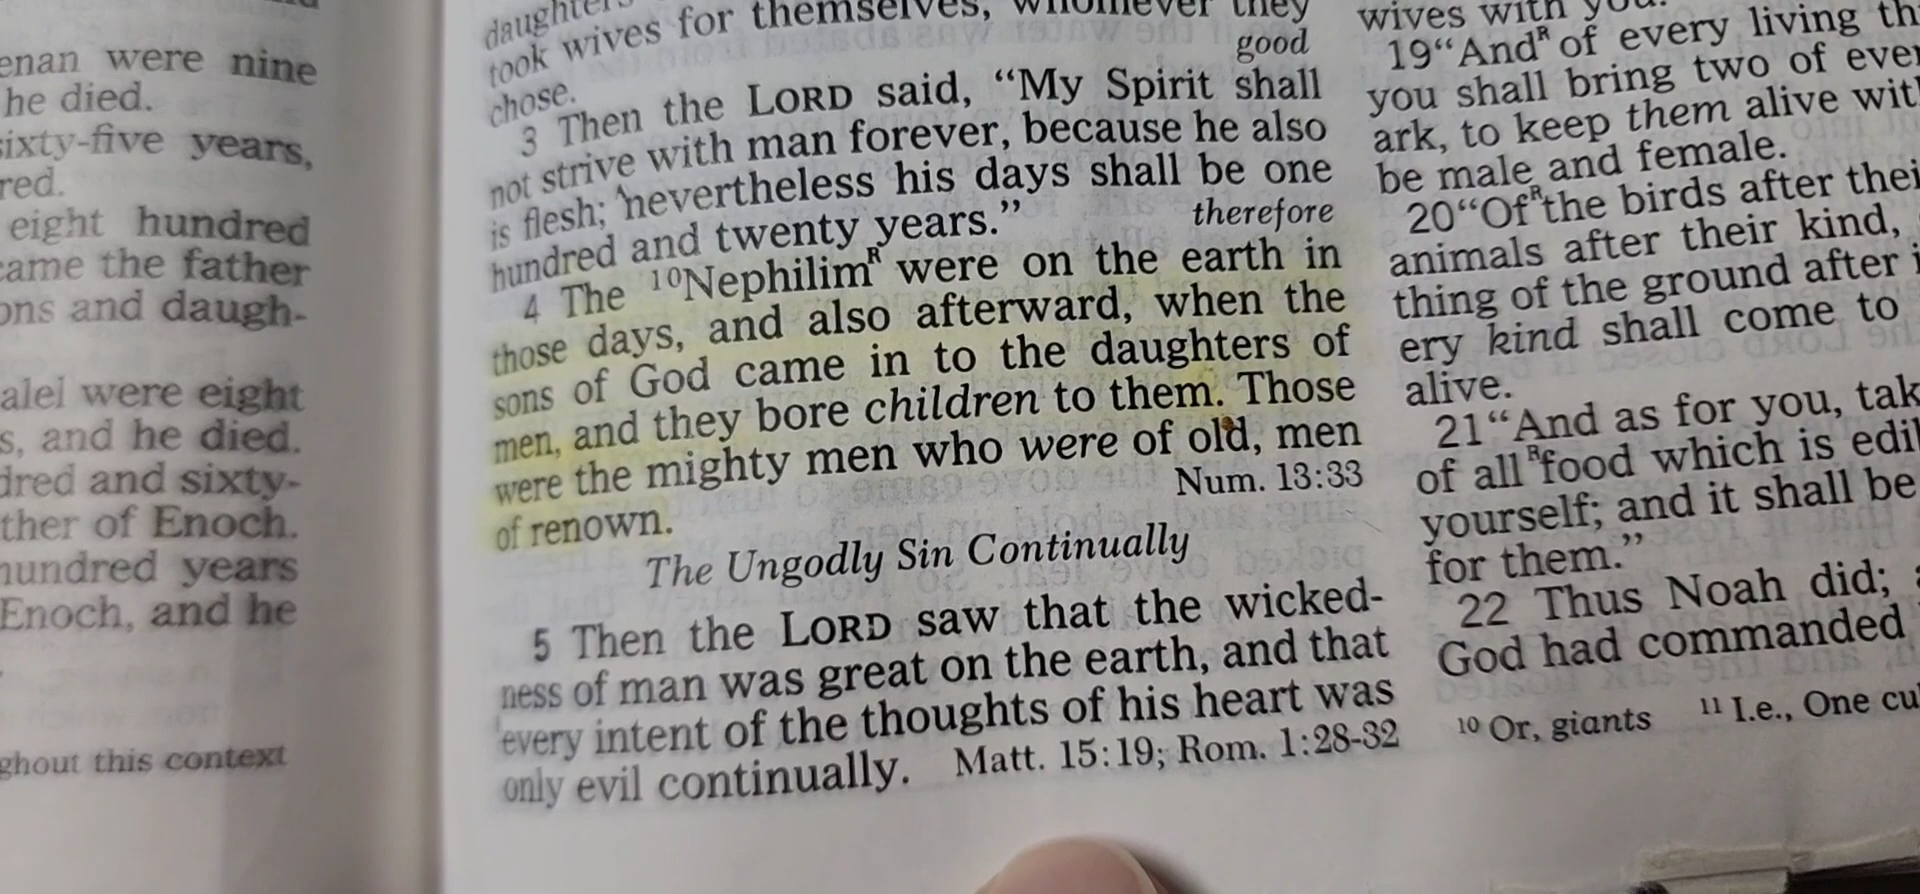 enan were nine
he died.
sixty-five years,
red.
eight hundred
came the father
ons and daugh-
alel were eight
s, and he died.
dred and sixty-
ther of Enoch.
hundred years
Enoch, and he
ghout this context
daughters
took wives for themselves, whomever they
good
chose.
3 Then the LORD said, “My Spirit shall
not strive with man forever, because he also
is flesh; ^nevertheless his days shall be one
therefore
hundred and twenty years.”
4 The ¹⁰Nephilimᴿ were on the earth in
those days, and also afterward, when the
sons of God came in to the daughters of
men, and they bore children to them. Those
were the mighty men who were of old, men
Num. 13:33
of renown.
The Ungodly Sin Continually
5 Then the LORD saw that the wicked-
ness of man was great on the earth, and that
every intent of the thoughts of his heart was
only evil continually. Matt. 15:19; Rom. 1:28-32
wives with you.
19“Andᴿ of every living
you shall bring two of
ark, to keep them alive
be male and female.
20“Ofᴿ the birds after
animals after their kind,
thing of the ground after
ery kind shall come to
alive.
21“And as for you,
of all ᴿfood which is
yourself; and it shall be
for them.”
22 Thus Noah did;
God had commanded
¹⁰ Or, giants ¹¹ I.e., One